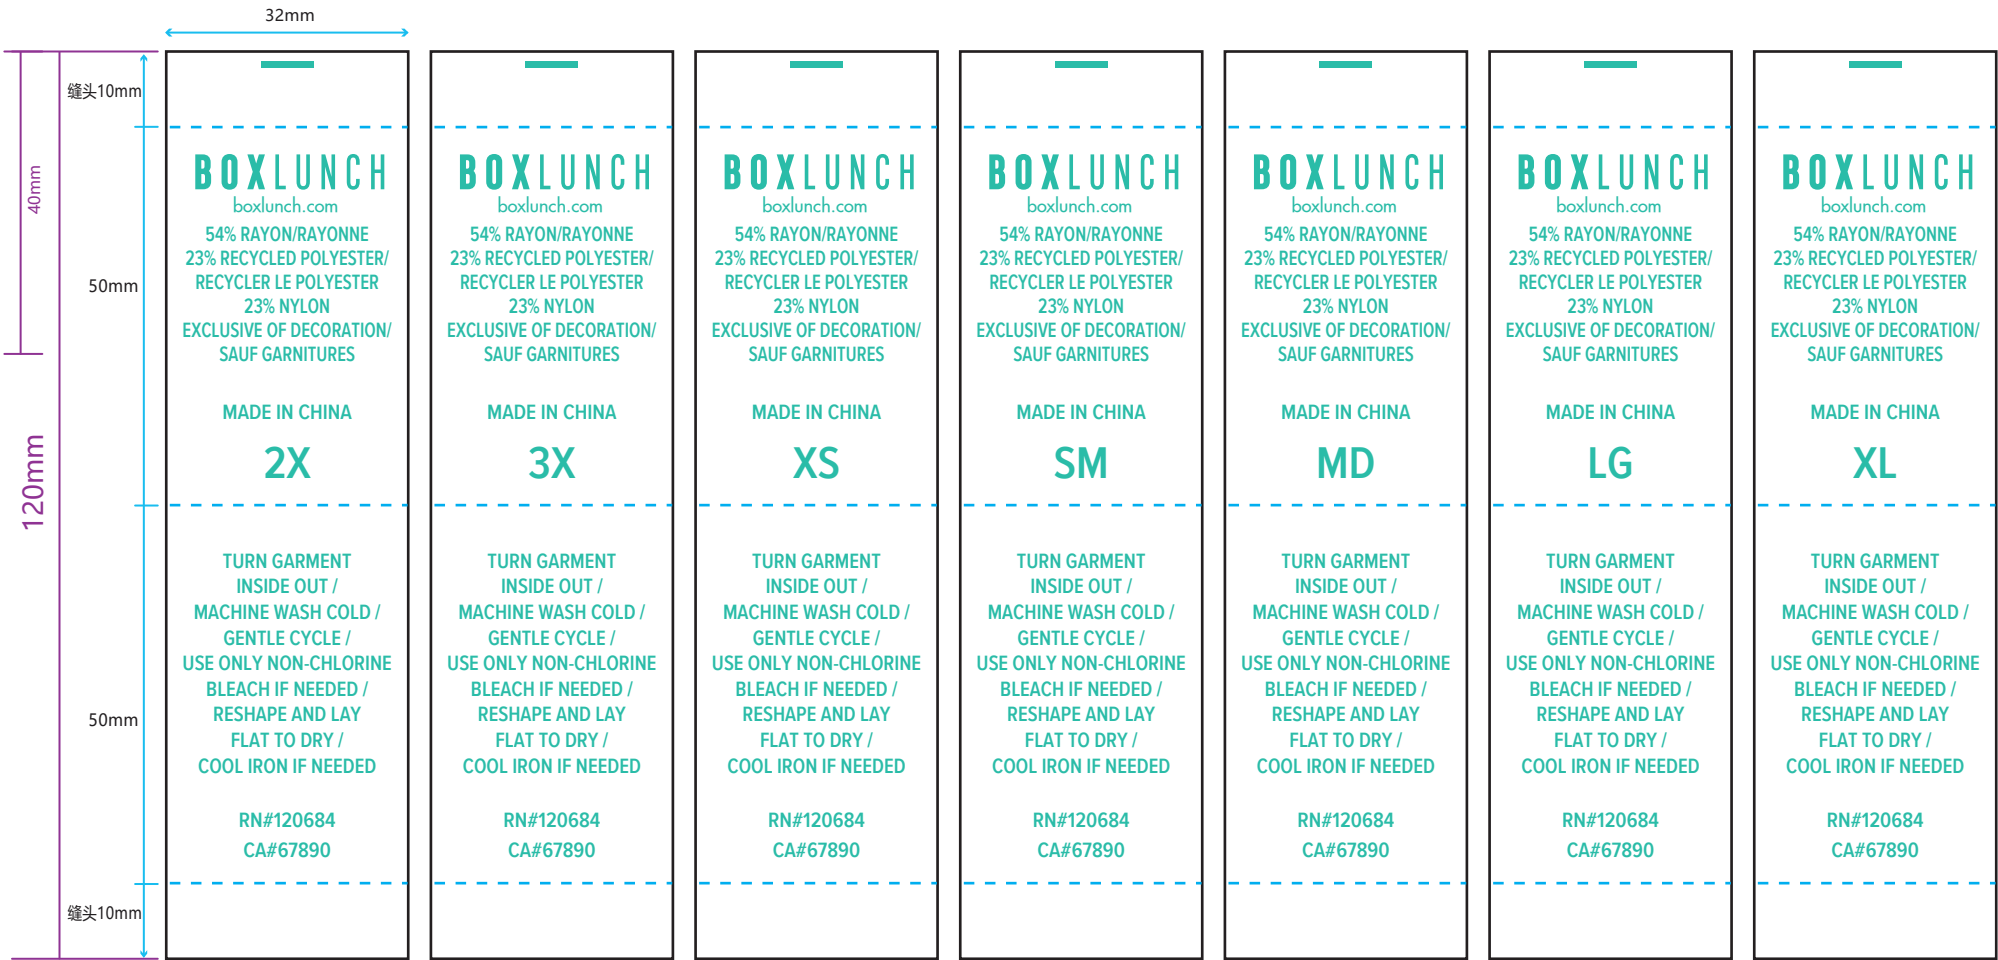 32mm
缝头10mm
40mm
50mm
120mm
50mm
缝头10mm
BOXLUNCH
boxlunch.com
54% RAYON/RAYONNE
23% RECYCLED POLYESTER/
RECYCLER LE POLYESTER
23% NYLON
EXCLUSIVE OF DECORATION/
SAUF GARNITURES
MADE IN CHINA
2X
TURN GARMENT
INSIDE OUT /
MACHINE WASH COLD /
GENTLE CYCLE /
USE ONLY NON-CHLORINE
BLEACH IF NEEDED /
RESHAPE AND LAY
FLAT TO DRY /
COOL IRON IF NEEDED
RN#120684
CA#67890
BOXLUNCH
boxlunch.com
54% RAYON/RAYONNE
23% RECYCLED POLYESTER/
RECYCLER LE POLYESTER
23% NYLON
EXCLUSIVE OF DECORATION/
SAUF GARNITURES
MADE IN CHINA
3X
TURN GARMENT
INSIDE OUT /
MACHINE WASH COLD /
GENTLE CYCLE /
USE ONLY NON-CHLORINE
BLEACH IF NEEDED /
RESHAPE AND LAY
FLAT TO DRY /
COOL IRON IF NEEDED
RN#120684
CA#67890
BOXLUNCH
boxlunch.com
54% RAYON/RAYONNE
23% RECYCLED POLYESTER/
RECYCLER LE POLYESTER
23% NYLON
EXCLUSIVE OF DECORATION/
SAUF GARNITURES
MADE IN CHINA
XS
TURN GARMENT
INSIDE OUT /
MACHINE WASH COLD /
GENTLE CYCLE /
USE ONLY NON-CHLORINE
BLEACH IF NEEDED /
RESHAPE AND LAY
FLAT TO DRY /
COOL IRON IF NEEDED
RN#120684
CA#67890
BOXLUNCH
boxlunch.com
54% RAYON/RAYONNE
23% RECYCLED POLYESTER/
RECYCLER LE POLYESTER
23% NYLON
EXCLUSIVE OF DECORATION/
SAUF GARNITURES
MADE IN CHINA
SM
TURN GARMENT
INSIDE OUT /
MACHINE WASH COLD /
GENTLE CYCLE /
USE ONLY NON-CHLORINE
BLEACH IF NEEDED /
RESHAPE AND LAY
FLAT TO DRY /
COOL IRON IF NEEDED
RN#120684
CA#67890
BOXLUNCH
boxlunch.com
54% RAYON/RAYONNE
23% RECYCLED POLYESTER/
RECYCLER LE POLYESTER
23% NYLON
EXCLUSIVE OF DECORATION/
SAUF GARNITURES
MADE IN CHINA
MD
TURN GARMENT
INSIDE OUT /
MACHINE WASH COLD /
GENTLE CYCLE /
USE ONLY NON-CHLORINE
BLEACH IF NEEDED /
RESHAPE AND LAY
FLAT TO DRY /
COOL IRON IF NEEDED
RN#120684
CA#67890
BOXLUNCH
boxlunch.com
54% RAYON/RAYONNE
23% RECYCLED POLYESTER/
RECYCLER LE POLYESTER
23% NYLON
EXCLUSIVE OF DECORATION/
SAUF GARNITURES
MADE IN CHINA
LG
TURN GARMENT
INSIDE OUT /
MACHINE WASH COLD /
GENTLE CYCLE /
USE ONLY NON-CHLORINE
BLEACH IF NEEDED /
RESHAPE AND LAY
FLAT TO DRY /
COOL IRON IF NEEDED
RN#120684
CA#67890
BOXLUNCH
boxlunch.com
54% RAYON/RAYONNE
23% RECYCLED POLYESTER/
RECYCLER LE POLYESTER
23% NYLON
EXCLUSIVE OF DECORATION/
SAUF GARNITURES
MADE IN CHINA
XL
TURN GARMENT
INSIDE OUT /
MACHINE WASH COLD /
GENTLE CYCLE /
USE ONLY NON-CHLORINE
BLEACH IF NEEDED /
RESHAPE AND LAY
FLAT TO DRY /
COOL IRON IF NEEDED
RN#120684
CA#67890